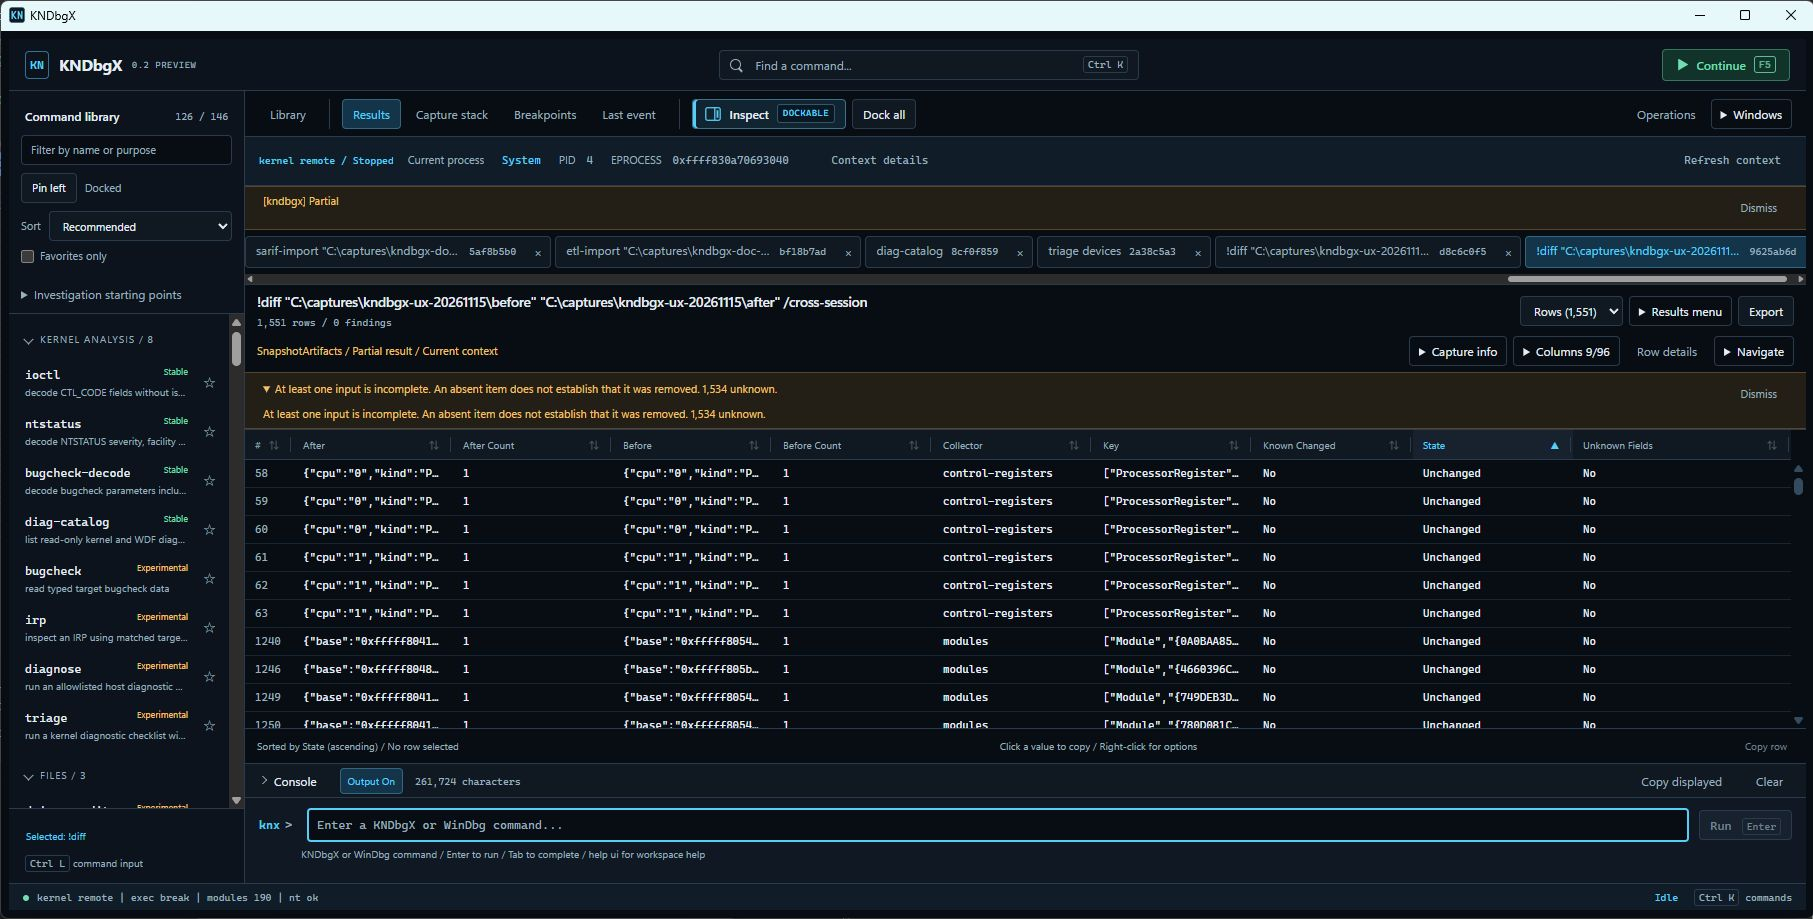 KN KNDbgX
KN KNDbgX 0.2 PREVIEW
Find a command... Ctrl K
Continue F5
Command library 126 / 146
Filter by name or purpose
Pin left Docked
Sort Recommended
Favorites only
Investigation starting points
KERNEL ANALYSIS / 8
ioctl Stable
decode CTL_CODE fields without is...
ntstatus Stable
decode NTSTATUS severity, facility ...
bugcheck-decode Stable
decode bugcheck parameters inclu...
diag-catalog Stable
list read-only kernel and WDF diag...
bugcheck Experimental
read typed target bugcheck data
irp Experimental
inspect an IRP using matched targe...
diagnose Experimental
run an allowlisted host diagnostic ...
triage Experimental
run a kernel diagnostic checklist wi...
FILES / 3
Selected: !diff
Ctrl L command input
Library Results Capture stack Breakpoints Last event Inspect DOCKABLE Dock all Operations Windows
kernel remote / Stopped Current process System PID 4 EPROCESS 0xffff830a70693040 Context details Refresh context
[kndbgx] Partial
Dismiss
sarif-import "C:\captures\kndbgx-do... 5af8b5b0 × etl-import "C:\captures\kndbgx-doc-... bf18b7ad × diag-catalog 8cf0f859 × triage devices 2a38c5a3 × !diff "C:\captures\kndbgx-ux-2026111... d8c6c0f5 × !diff "C:\captures\kndbgx-ux-2026111... 9625ab6d
!diff "C:\captures\kndbgx-ux-20261115\before" "C:\captures\kndbgx-ux-20261115\after" /cross-session
1,551 rows / 0 findings
Rows (1,551) Results menu Export
SnapshotArtifacts / Partial result / Current context
Capture info Columns 9/96 Row details Navigate
At least one input is incomplete. An absent item does not establish that it was removed. 1,534 unknown.
Dismiss
At least one input is incomplete. An absent item does not establish that it was removed. 1,534 unknown.
# After After Count Before Before Count Collector Key Known Changed State Unknown Fields
58 {"cpu":"0","kind":"P... 1 {"cpu":"0","kind":"P... 1 control-registers ["ProcessorRegister"... No Unchanged No
59 {"cpu":"0","kind":"P... 1 {"cpu":"0","kind":"P... 1 control-registers ["ProcessorRegister"... No Unchanged No
60 {"cpu":"0","kind":"P... 1 {"cpu":"0","kind":"P... 1 control-registers ["ProcessorRegister"... No Unchanged No
61 {"cpu":"1","kind":"P... 1 {"cpu":"1","kind":"P... 1 control-registers ["ProcessorRegister"... No Unchanged No
62 {"cpu":"1","kind":"P... 1 {"cpu":"1","kind":"P... 1 control-registers ["ProcessorRegister"... No Unchanged No
63 {"cpu":"1","kind":"P... 1 {"cpu":"1","kind":"P... 1 control-registers ["ProcessorRegister"... No Unchanged No
1240 {"base":"0xfffff8041... 1 {"base":"0xfffff8054... 1 modules ["Module","{0A0BAA85... No Unchanged No
1246 {"base":"0xfffff8048... 1 {"base":"0xfffff805b... 1 modules ["Module","{4660396C... No Unchanged No
1249 {"base":"0xfffff8041... 1 {"base":"0xfffff8054... 1 modules ["Module","{749DEB3D... No Unchanged No
1250 {"base":"0xfffff8041... 1 {"base":"0xfffff8054... 1 modules ["Module","{780D081C... No Unchanged No
Sorted by State (ascending) / No row selected Click a value to copy / Right-click for options Copy row
Console Output On 261,724 characters Copy displayed Clear
knx > Enter a KNDbgX or WinDbg command... Run Enter
KNDbgX or WinDbg command / Enter to run / Tab to complete / help ui for workspace help
kernel remote | exec break | modules 190 | nt ok Idle Ctrl K commands